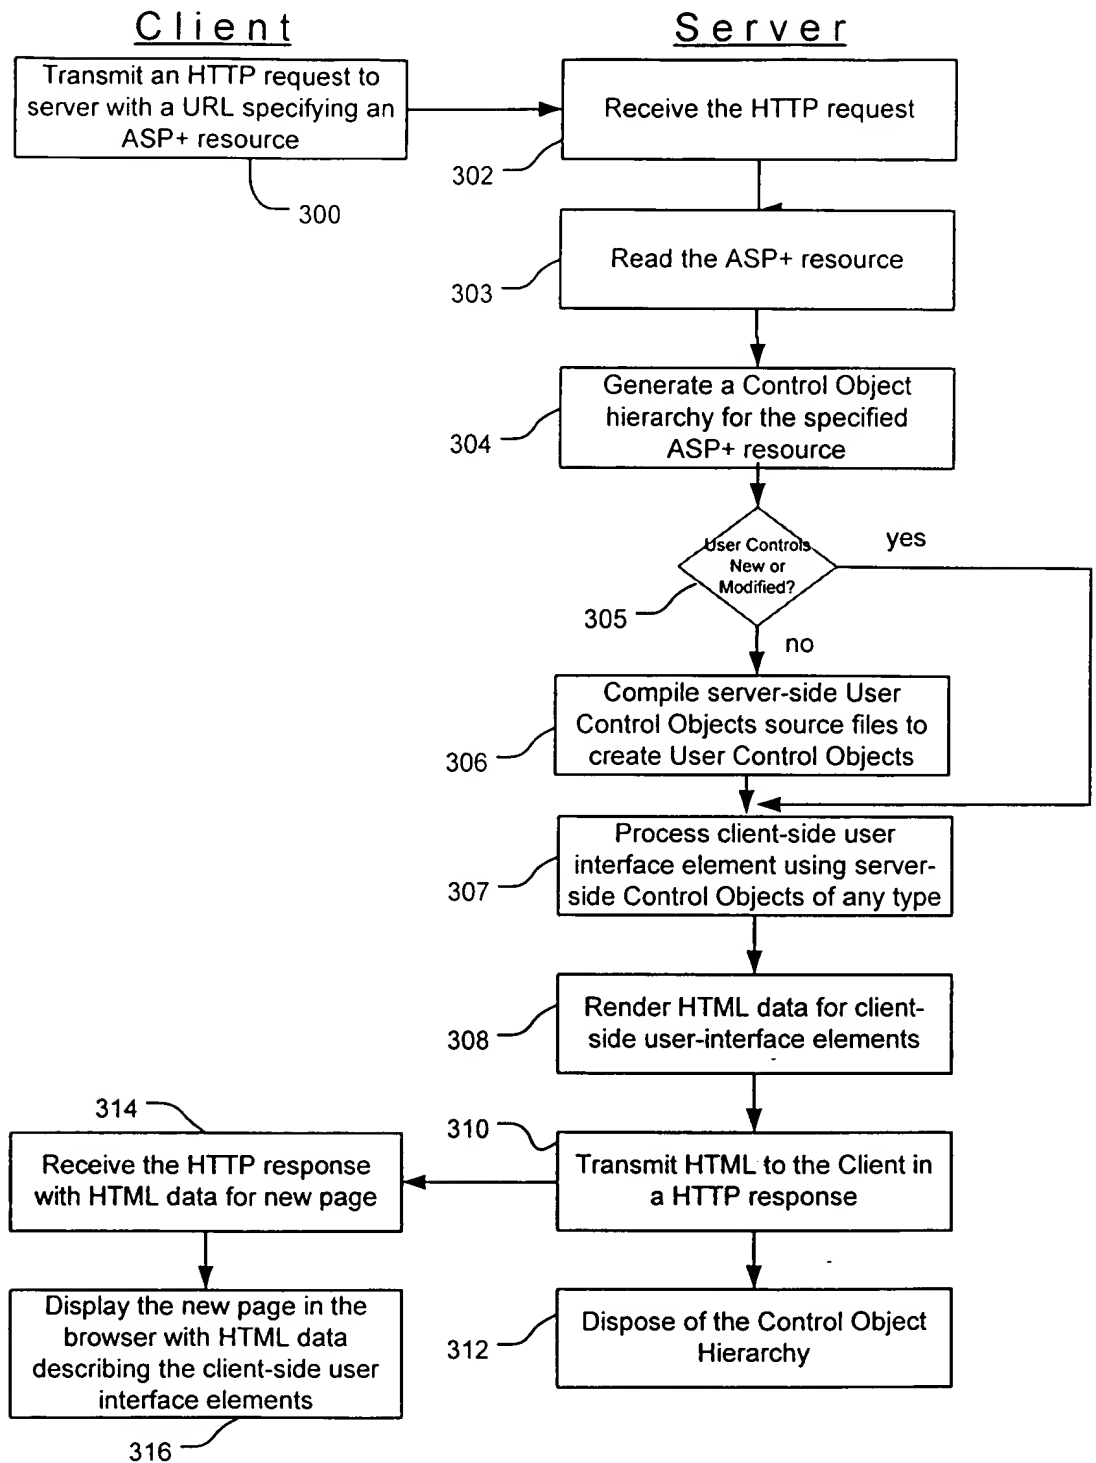 Client
Server
Transmit an HTTP request to
server with a URL specifying an
ASP+ resource
300
Receive the HTTP request
302
Read the ASP+ resource
303
Generate a Control Object
hierarchy for the specified
ASP+ resource
304
User Controls
New or
Modified?
305
yes
no
Compile server-side User
Control Objects source files to
create User Control Objects
306
Process client-side user
interface element using server-
side Control Objects of any type
307
Render HTML data for client-
side user-interface elements
308
Transmit HTML to the Client in
a HTTP response
310
314
Receive the HTTP response
with HTML data for new page
Dispose of the Control Object
Hierarchy
312
Display the new page in the
browser with HTML data
describing the client-side user
interface elements
316